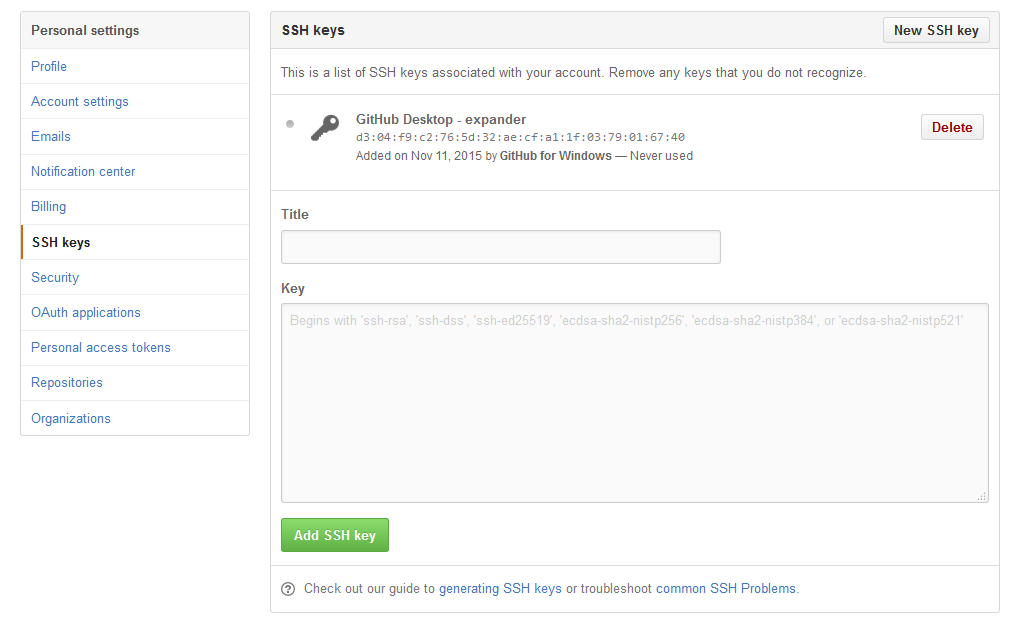 Personal settings
Profile
Account settings
Emails
Notification center
Billing
SSH keys
Security
OAuth applications
Personal access tokens
Repositories
Organizations
SSH keys
New SSH key
This is a list of SSH keys associated with your account. Remove any keys that you do not recognize.
GitHub Desktop - expander
d3:04:f9:c2:76:5d:32:ae:cf:a1:1f:03:79:01:67:40
Added on Nov 11, 2015 by GitHub for Windows — Never used
Delete
Title
Key
Begins with 'ssh-rsa', 'ssh-dss', 'ssh-ed25519', 'ecdsa-sha2-nistp256', 'ecdsa-sha2-nistp384', or 'ecdsa-sha2-nistp521'
Add SSH key
Check out our guide to generating SSH keys or troubleshoot common SSH Problems.